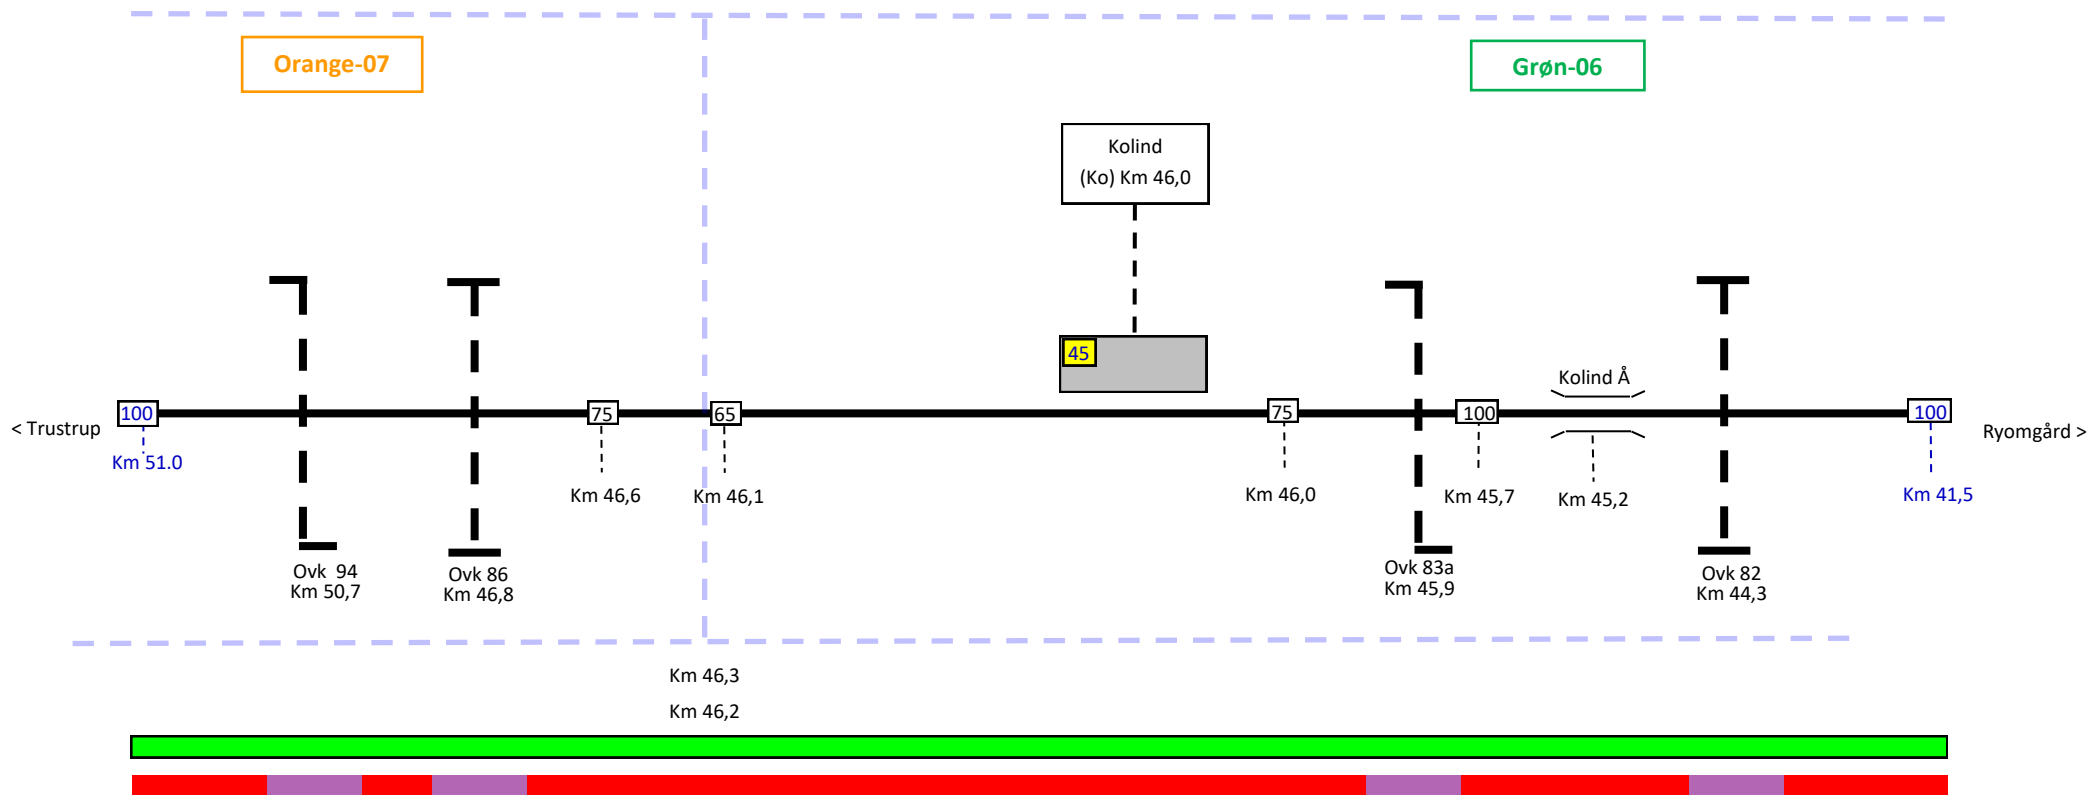 Orange-07
Grøn-06
Kolind
(Ko) Km 46,0
45
Kolind Å
100
75
65
75
100
100
< Trustrup
Ryomgård >
Km 51.0
Km 46,6
Km 46,1
Km 46,0
Km 45,7
Km 45,2
Km 41,5
Ovk 94
Km 50,7
Ovk 86
Km 46,8
Ovk 83a
Km 45,9
Ovk 82
Km 44,3
Km 46,3
Km 46,2